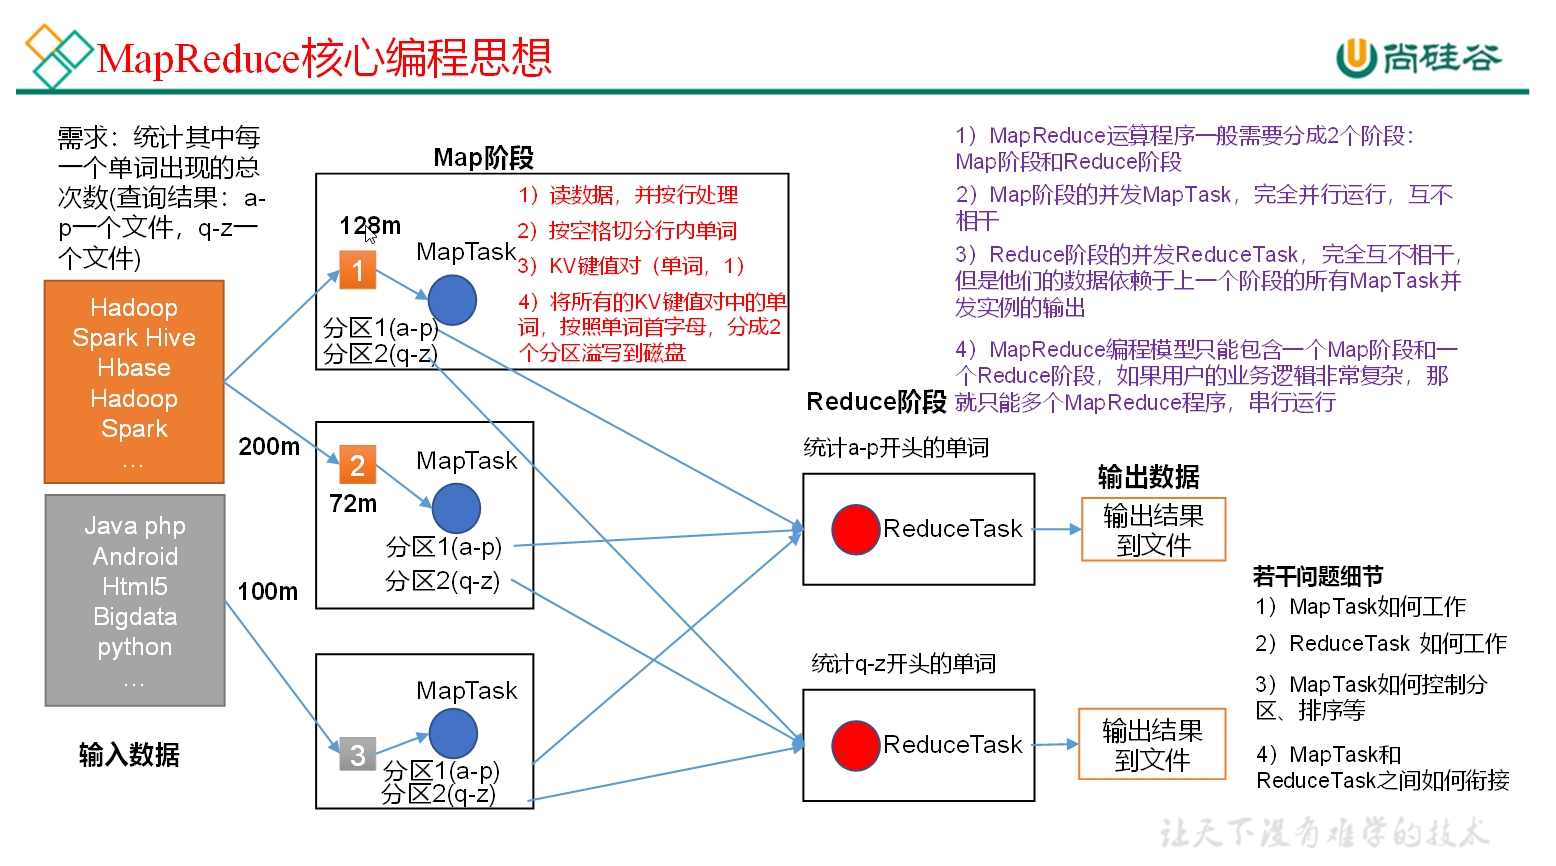 MapReduce核心编程思想
尚硅谷
需求：统计其中每
一个单词出现的总
次数(查询结果：a-
p一个文件，q-z一
个文件)
Hadoop
Spark Hive
Hbase
Hadoop
Spark
…
200m
Java php
Android
Html5
Bigdata
python
…
100m
输入数据
Map阶段
128m
1
MapTask
分区1(a-p)
分区2(q-z)
1）读数据，并按行处理
2）按空格切分行内单词
3）KV键值对（单词，1）
4）将所有的KV键值对中的单
词，按照单词首字母，分成2
个分区溢写到磁盘
2
72m
MapTask
分区1(a-p)
分区2(q-z)
3
MapTask
分区1(a-p)
分区2(q-z)
1）MapReduce运算程序一般需要分成2个阶段：
Map阶段和Reduce阶段
2）Map阶段的并发MapTask，完全并行运行，互不
相干
3）Reduce阶段的并发ReduceTask，完全互不相干，
但是他们的数据依赖于上一个阶段的所有MapTask并
发实例的输出
4）MapReduce编程模型只能包含一个Map阶段和一
个Reduce阶段，如果用户的业务逻辑非常复杂，那
就只能多个MapReduce程序，串行运行
Reduce阶段
统计a-p开头的单词
ReduceTask
统计q-z开头的单词
ReduceTask
输出数据
输出结果
到文件
输出结果
到文件
若干问题细节
1）MapTask如何工作
2）ReduceTask 如何工作
3）MapTask如何控制分
区、排序等
4）MapTask和
ReduceTask之间如何衔接
让天下没有难学的技术